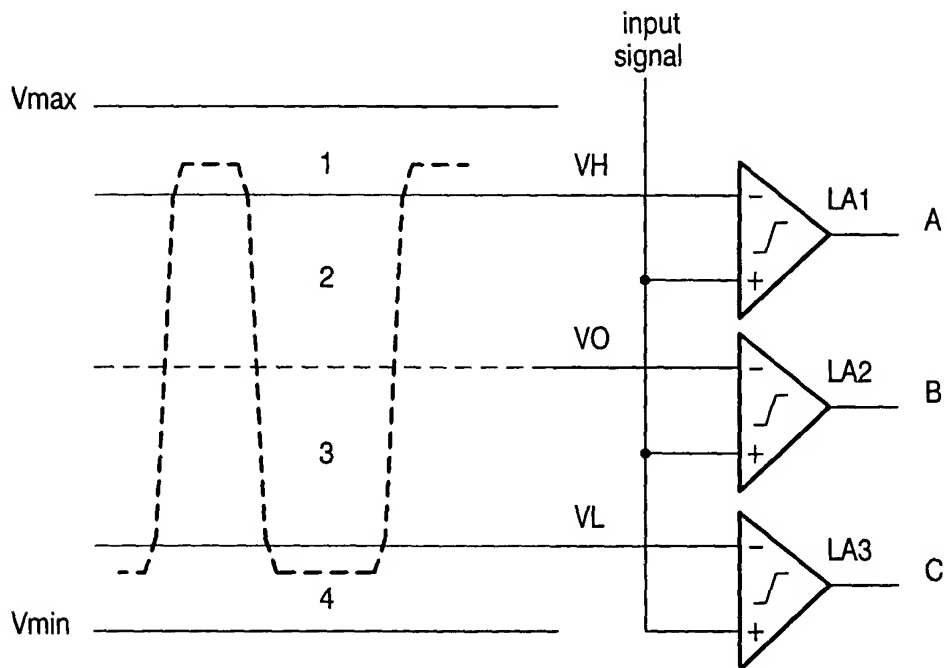 input
signal
Vmax
1
VH
- LA1
A
2
+
VO
- LA2
B
3
+
VL
- LA3
C
4
Vmin
+